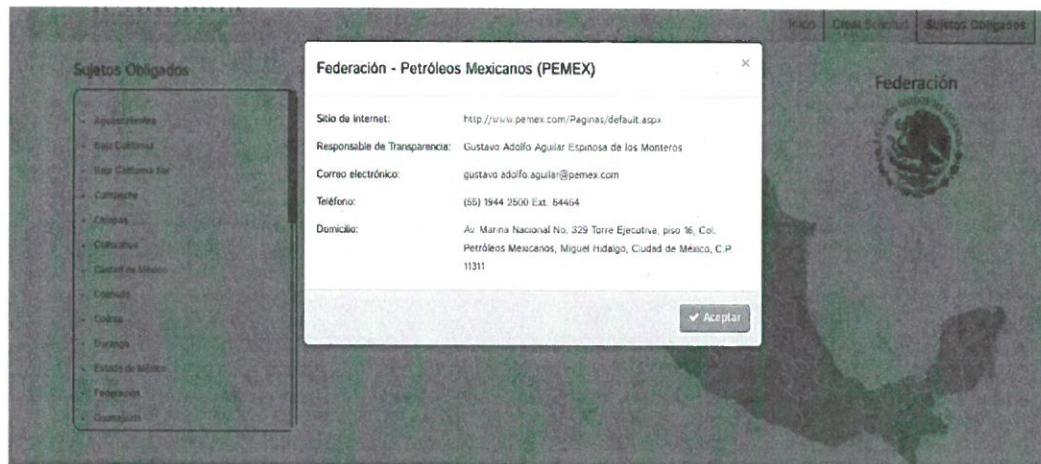 DE TRANSPARENCIA
Inicio
Crear Solicitud
Sujetos Obligados
Sujetos Obligados
Aguascalientes
Baja California
Baja California Sur
Campeche
Chiapas
Chihuahua
Ciudad de México
Coahuila
Colima
Durango
Estado de México
Federación
Guanajuato
Federación - Petróleos Mexicanos (PEMEX)
×
Sitio de Internet: http://www.pemex.com/Paginas/default.aspx
Responsable de Transparencia: Gustavo Adolfo Aguilar Espinosa de los Monteros
Correo electrónico: gustavo.adolfo.aguilar@pemex.com
Teléfono: (55) 1944 2500 Ext. 54464
Domicilio: Av. Marina Nacional No. 329 Torre Ejecutiva, piso 16, Col.
Petróleos Mexicanos, Miguel Hidalgo, Ciudad de México, C.P.
11311
Aceptar
Federación